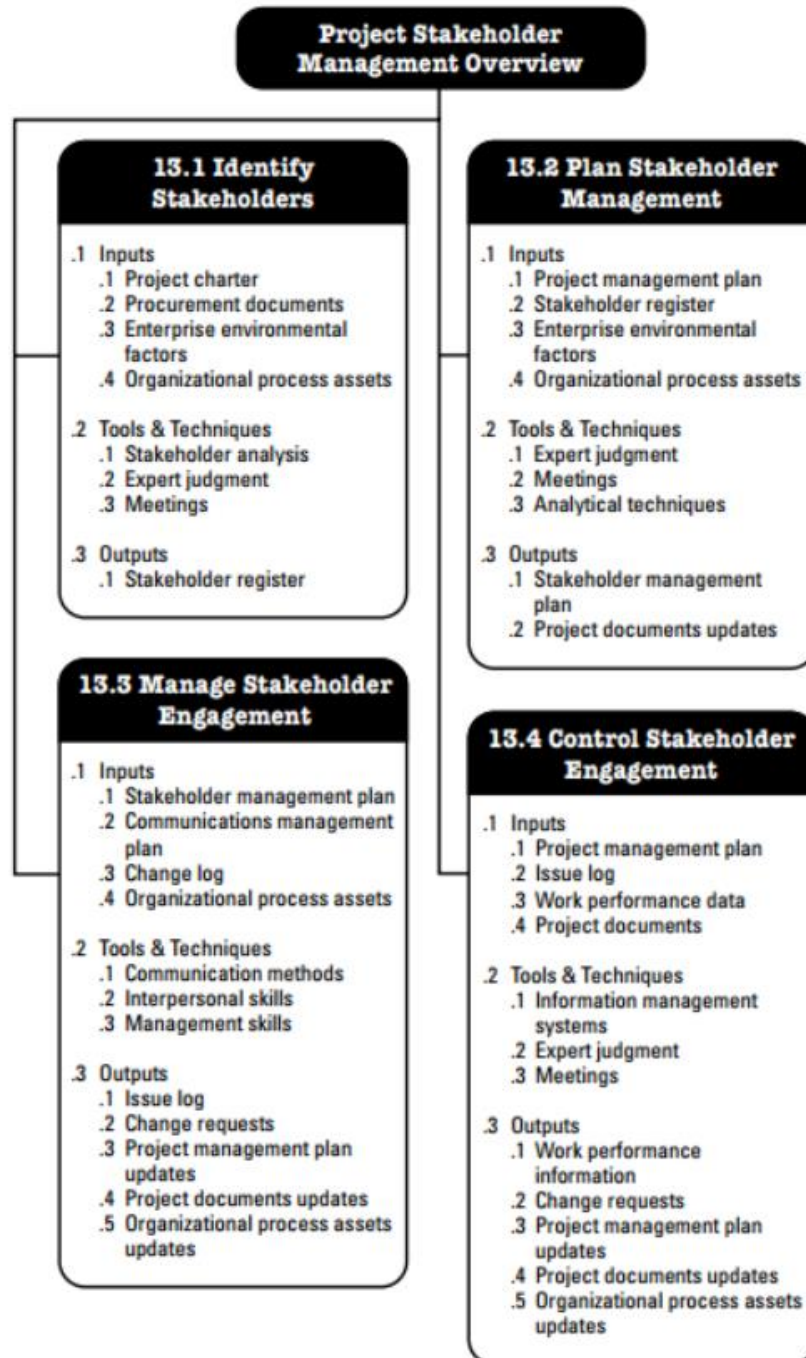 Project Stakeholder
Management Overview
13.1 Identify
Stakeholders
.1 Inputs
.1 Project charter
.2 Procurement documents
.3 Enterprise environmental
factors
.4 Organizational process assets
.2 Tools & Techniques
.1 Stakeholder analysis
.2 Expert judgment
.3 Meetings
.3 Outputs
.1 Stakeholder register
13.2 Plan Stakeholder
Management
.1 Inputs
.1 Project management plan
.2 Stakeholder register
.3 Enterprise environmental
factors
.4 Organizational process assets
.2 Tools & Techniques
.1 Expert judgment
.2 Meetings
.3 Analytical techniques
.3 Outputs
.1 Stakeholder management
plan
.2 Project documents updates
13.3 Manage Stakeholder
Engagement
.1 Inputs
.1 Stakeholder management plan
.2 Communications management
plan
.3 Change log
.4 Organizational process assets
.2 Tools & Techniques
.1 Communication methods
.2 Interpersonal skills
.3 Management skills
.3 Outputs
.1 Issue log
.2 Change requests
.3 Project management plan
updates
.4 Project documents updates
.5 Organizational process assets
updates
13.4 Control Stakeholder
Engagement
.1 Inputs
.1 Project management plan
.2 Issue log
.3 Work performance data
.4 Project documents
.2 Tools & Techniques
.1 Information management
systems
.2 Expert judgment
.3 Meetings
.3 Outputs
.1 Work performance
information
.2 Change requests
.3 Project management plan
updates
.4 Project documents updates
.5 Organizational process assets
updates